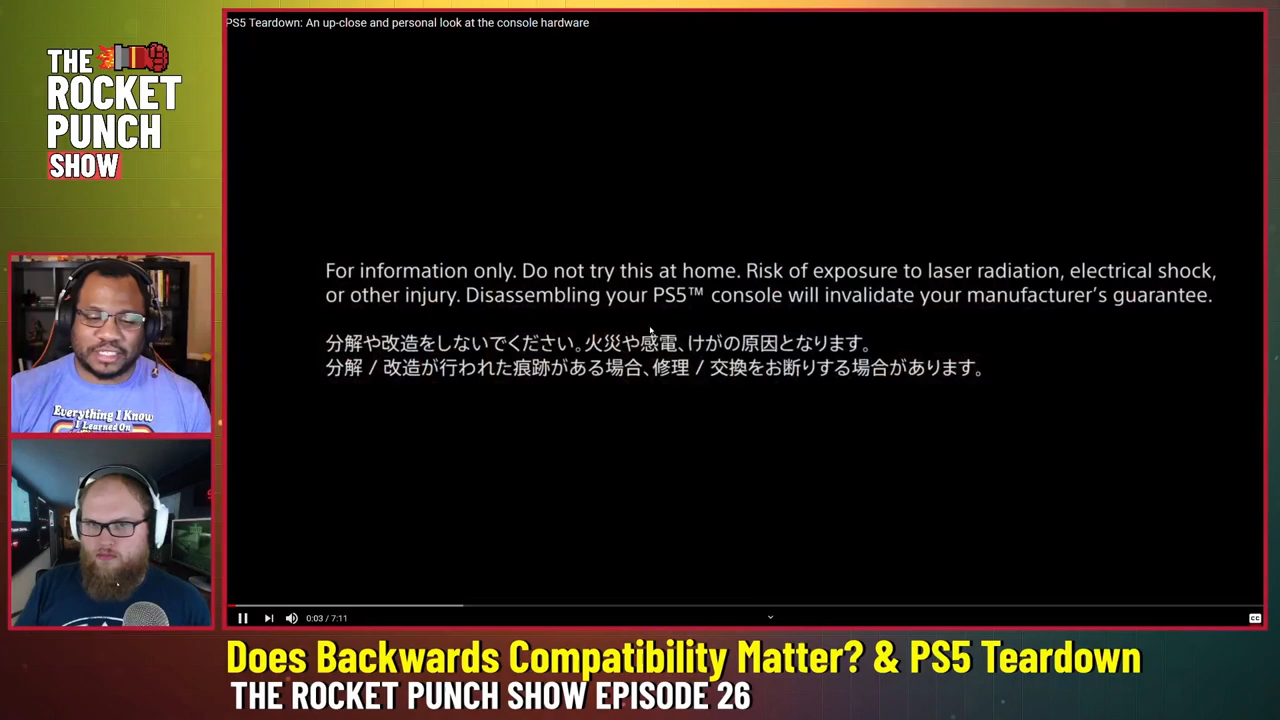 PS5 Teardown: An up-close and personal look at the console hardware
THE
ROCKET
PUNCH
SHOW
For information only. Do not try this at home. Risk of exposure to laser radiation, electrical shock,
or other injury. Disassembling your PS5™ console will invalidate your manufacturer's guarantee.
分解や改造をしないでください。火災や感電、けがの原因となります。
分解 / 改造が行われた痕跡がある場合、修理 / 交換をお断りする場合があります。
Everything I Know
I Learned On
0:03 / 7:11
CC
Does Backwards Compatibility Matter? & PS5 Teardown
THE ROCKET PUNCH SHOW EPISODE 26